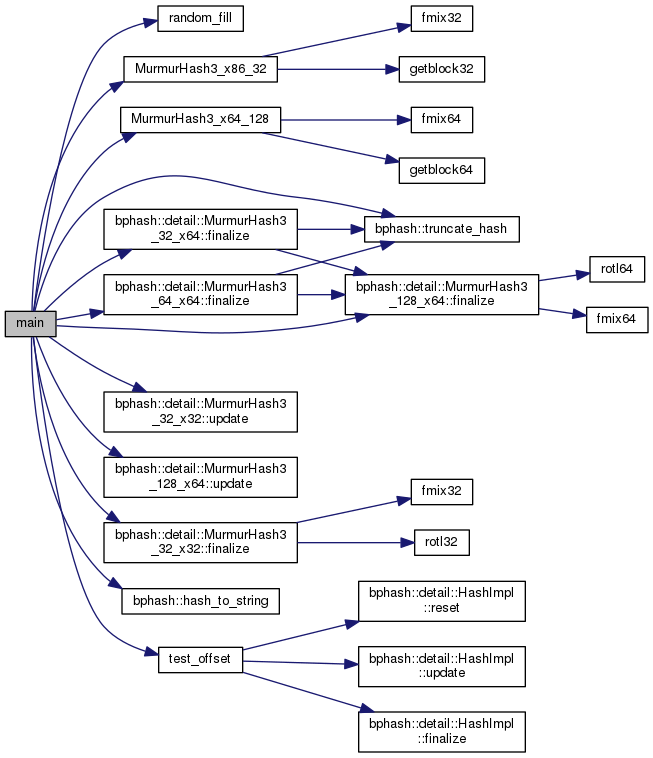 random_fill
fmix32
MurmurHash3_x86_32
getblock32
MurmurHash3_x64_128
fmix64
getblock64
bphash::detail::MurmurHash3
_32_x64::finalize
bphash::truncate_hash
bphash::detail::MurmurHash3
_64_x64::finalize
bphash::detail::MurmurHash3
_128_x64::finalize
rotl64
fmix64
main
bphash::detail::MurmurHash3
_32_x32::update
bphash::detail::MurmurHash3
_128_x64::update
bphash::detail::MurmurHash3
_32_x32::finalize
fmix32
rotl32
bphash::hash_to_string
test_offset
bphash::detail::HashImpl
::reset
bphash::detail::HashImpl
::update
bphash::detail::HashImpl
::finalize